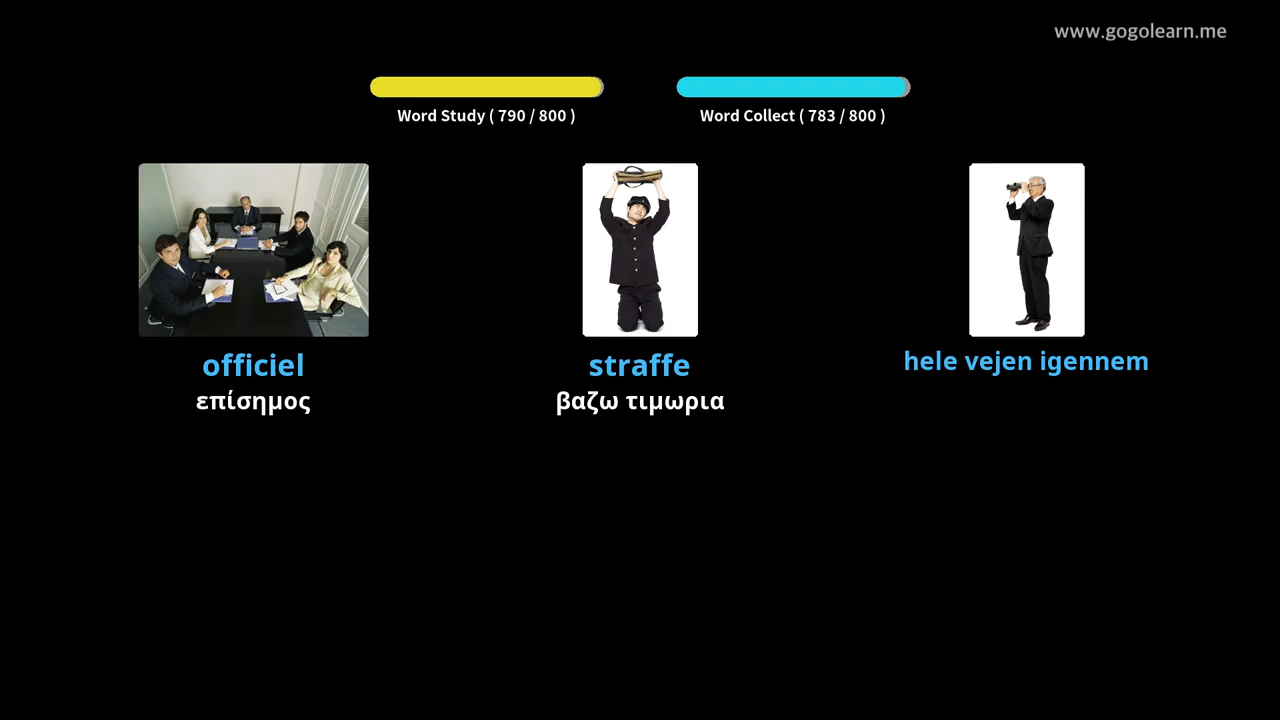 www.gogolearn.me
Word Study ( 790 / 800 )
Word Collect ( 783 / 800 )
officiel
επίσημος
straffe
βαζω τιμωρια
hele vejen igennem